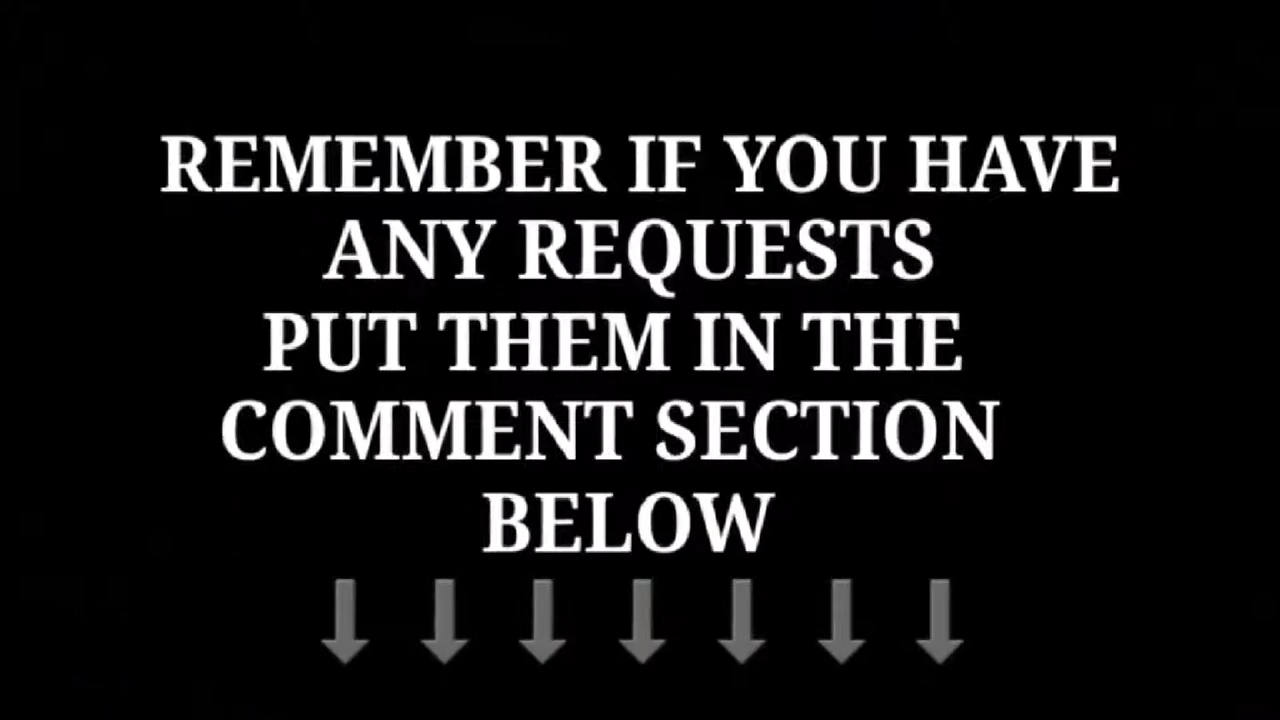 REMEMBER IF YOU HAVE
ANY REQUESTS
PUT THEM IN THE
COMMENT SECTION
BELOW